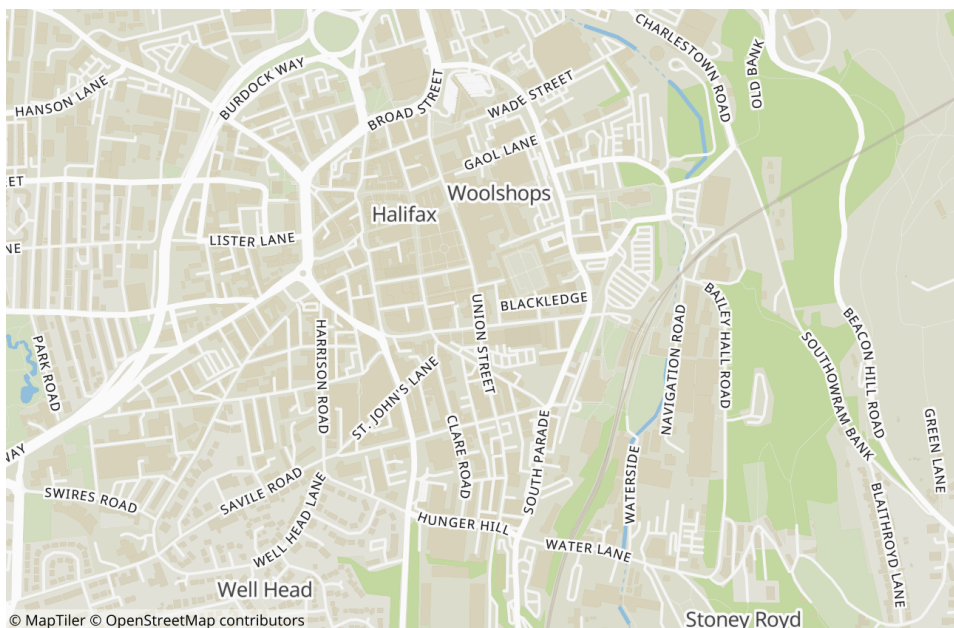 CHARLESTOWN ROAD
OLD BANK
BURDOCK WAY
HANSON LANE
BROAD STREET
WADE STREET
GAOL LANE
Woolshops
Halifax
LISTER LANE
BLACKLEDGE
UNION STREET
BAILEY HALL ROAD
NAVIGATION ROAD
BEACON HILL ROAD
SOUTHOWRAM BANK
PARK ROAD
HARRISON ROAD
ST. JOHN'S LANE
CLARE ROAD
SOUTH PARADE
GREEN LANE
WATERSIDE
SWIRES ROAD
SAVILE ROAD
WELL HEAD LANE
BLAITHROYD LANE
HUNGER HILL
WATER LANE
Well Head
Stoney Royd
© MapTiler © OpenStreetMap contributors